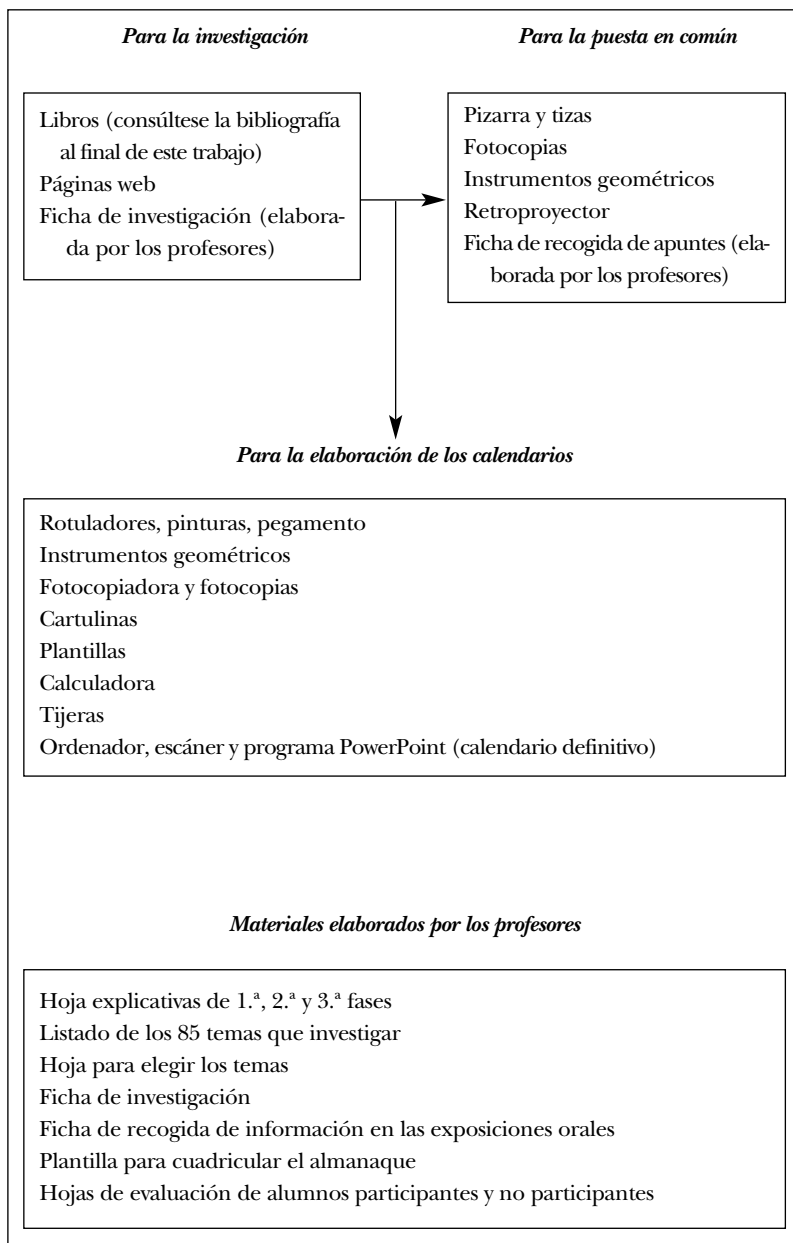 Para la investigación
Para la puesta en común
Libros (consúltese la bibliografía
al final de este trabajo)
Páginas web
Ficha de investigación (elabora-
da por los profesores)
Pizarra y tizas
Fotocopias
Instrumentos geométricos
Retroproyector
Ficha de recogida de apuntes (ela-
borada por los profesores)
Para la elaboración de los calendarios
Rotuladores, pinturas, pegamento
Instrumentos geométricos
Fotocopiadora y fotocopias
Cartulinas
Plantillas
Calculadora
Tijeras
Ordenador, escáner y programa PowerPoint (calendario definitivo)
Materiales elaborados por los profesores
Hoja explicativas de 1.ª, 2.ª y 3.ª fases
Listado de los 85 temas que investigar
Hoja para elegir los temas
Ficha de investigación
Ficha de recogida de información en las exposiciones orales
Plantilla para cuadricular el almanaque
Hojas de evaluación de alumnos participantes y no participantes